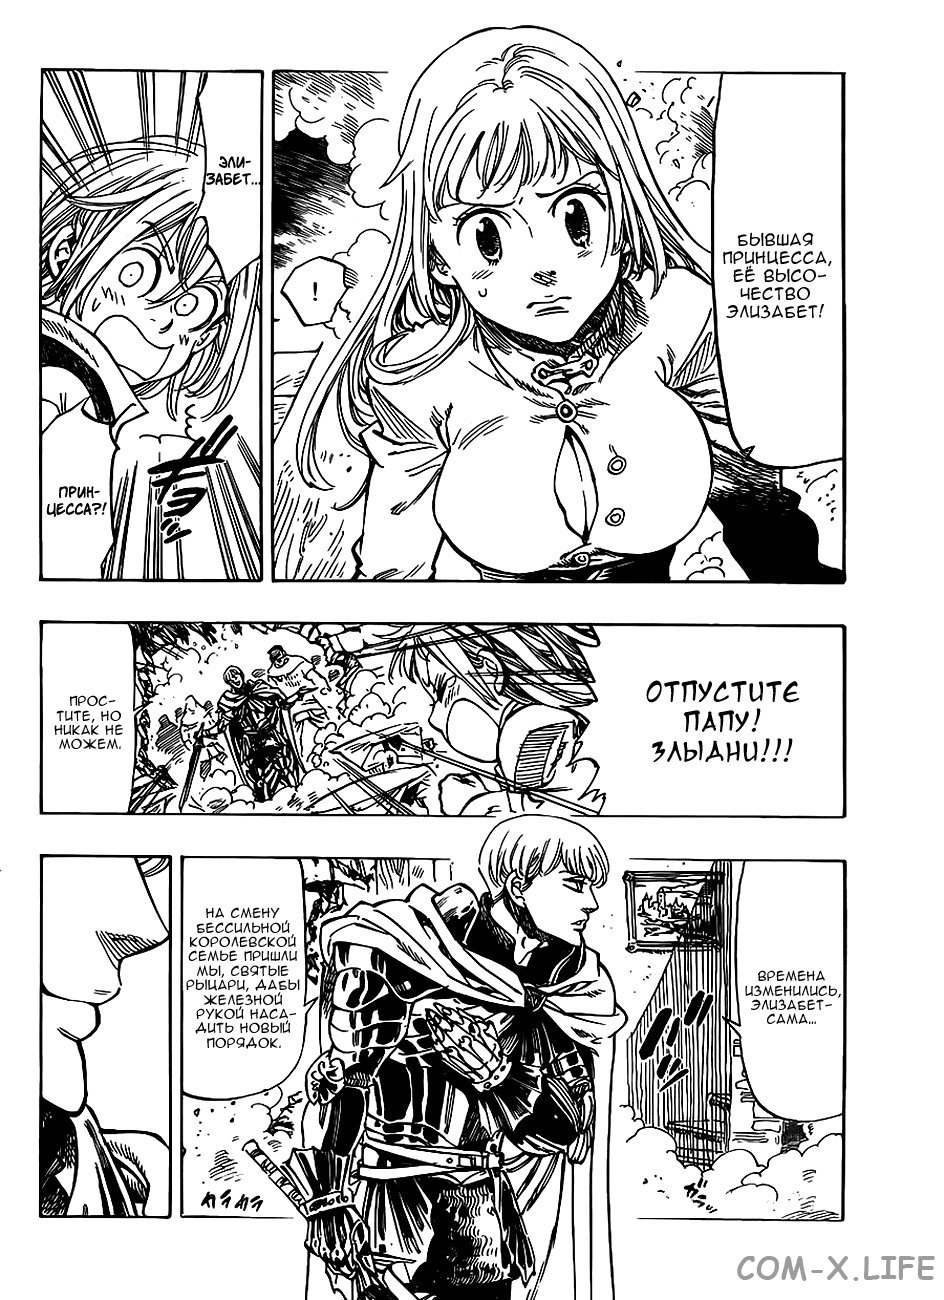 БЫВШАЯ
ПРИНЦЕССА,
ЕЁ ВЫСО-
ЧЕСТВО
ЭЛИЗАБЕТ!
!
ЭЛИ-
ЗАБЕТ...
ПРИН-
ЦЕССА?!
ОТПУСТИТЕ
ПАПУ!
ЗЛЫДНИ!!!
ПРОС-
ТИТЕ, НО
НИКАК НЕ
МОЖЕМ.
ВРЕМЕНА
ИЗМЕНИЛИСЬ,
ЭЛИЗАБЕТ-
САМА...
НА СМЕНУ
БЕССИЛЬНОЙ
КОРОЛЕВСКОЙ
СЕМЬЕ ПРИШЛИ
МЫ, СВЯТЫЕ
РЫЦАРИ, ДАБЫ
ЖЕЛЕЗНОЙ
РУКОЙ НАСА-
ДИТЬ НОВЫЙ
ПОРЯДОК.
COM-X.LIFE